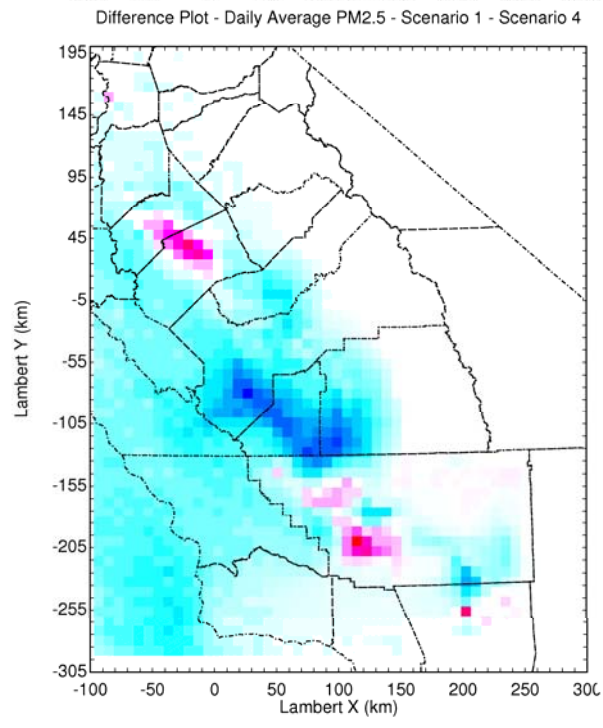 Difference Plot - Daily Average PM2.5 - Scenario 1 - Scenario 4
195
145
95
45
-5
-55
-105
-155
-205
-255
-305
Lambert Y (km)
-100 -50 0 50 100 150 200 250 300
Lambert X (km)